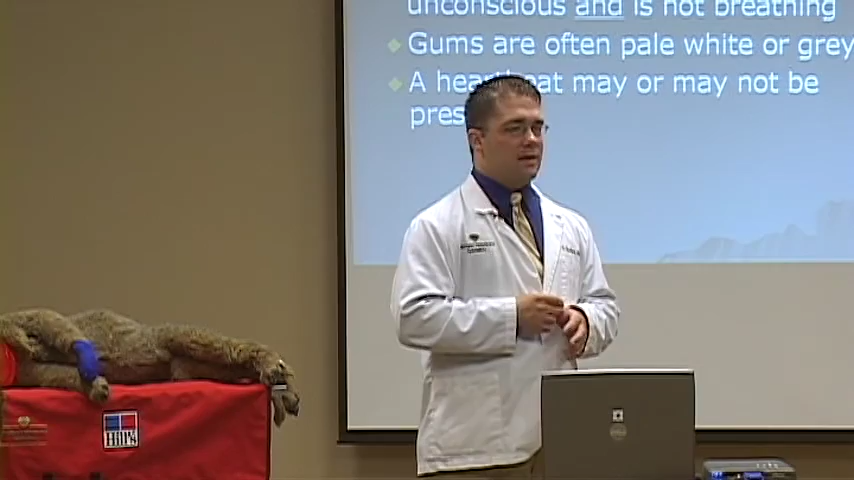 unconscious and is not breathing
Gums are often pale white or grey
A heartbeat may or may not be
Hill's